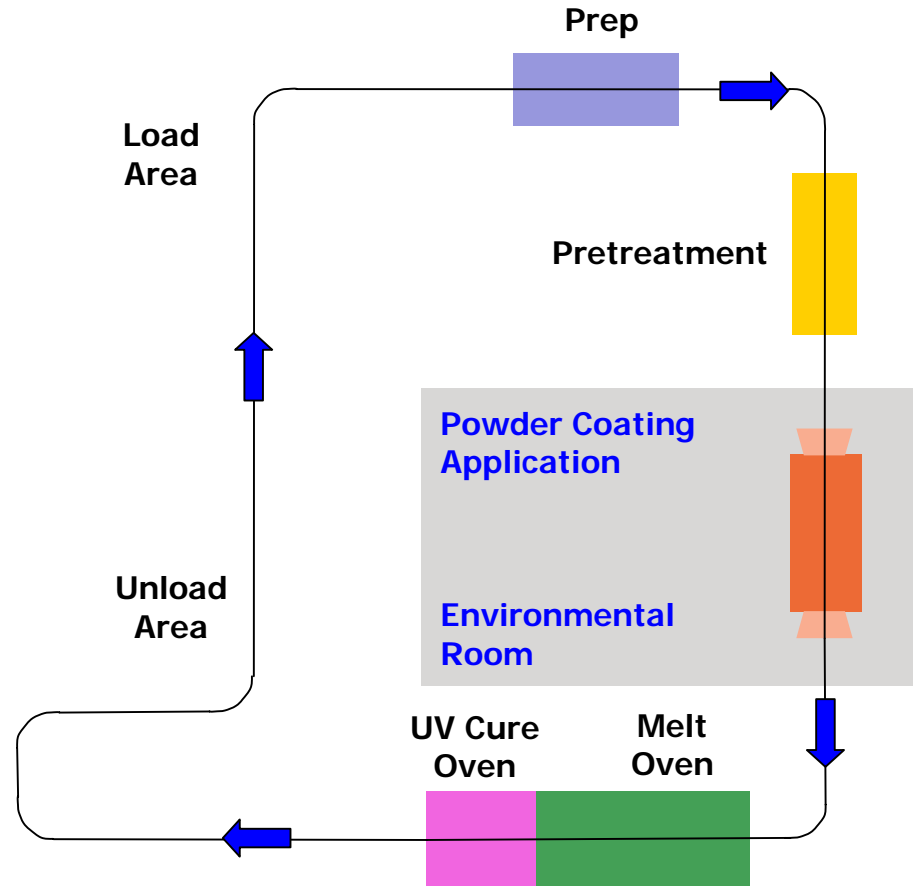 Prep
Load
Area
Pretreatment
Powder Coating
Application
Environmental
Room
Unload
Area
UV Cure
Oven
Melt
Oven